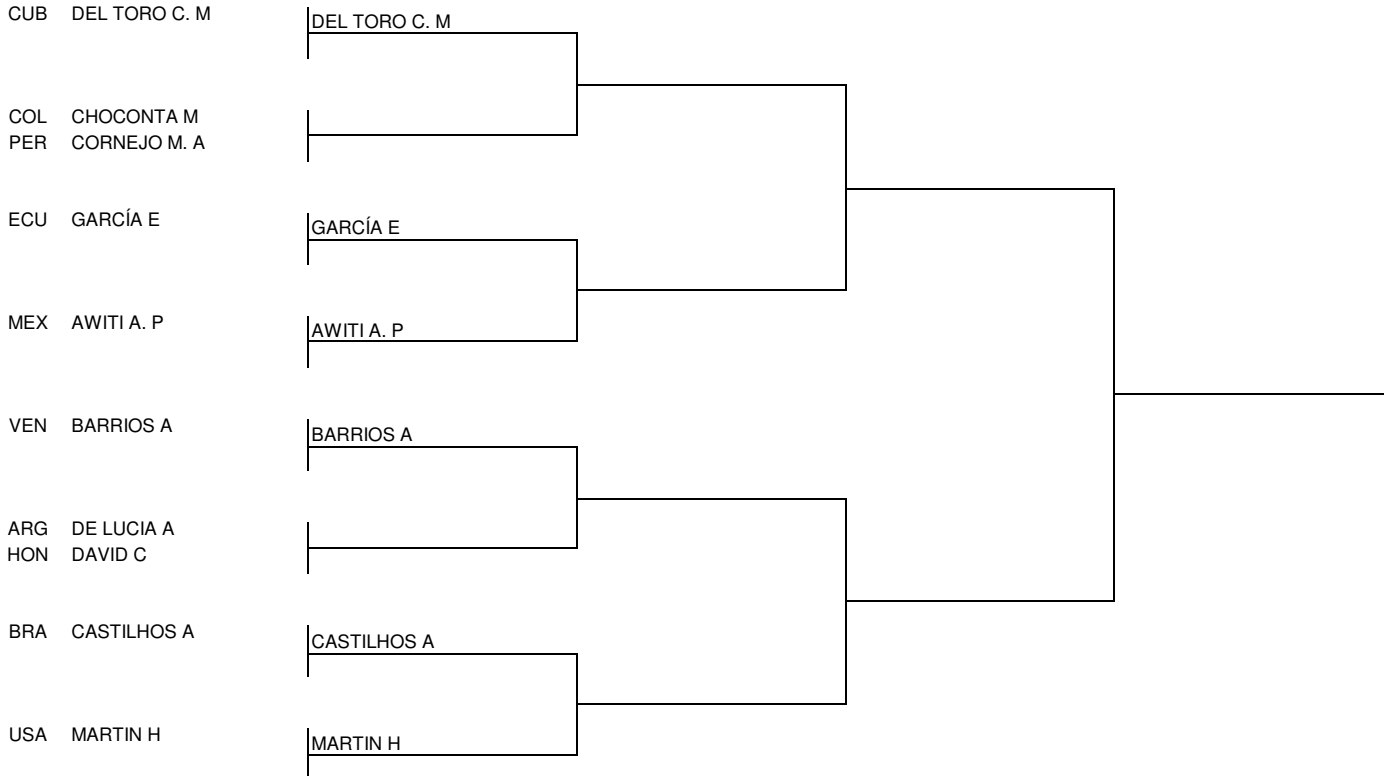 CUB DEL TORO C. M
DEL TORO C. M
COL CHOCONTA M
PER CORNEJO M. A
ECU GARCÍA E
GARCÍA E
MEX AWITI A. P
AWITI A. P
VEN BARRIOS A
BARRIOS A
ARG DE LUCIA A
HON DAVID C
BRA CASTILHOS A
CASTILHOS A
USA MARTIN H
MARTIN H